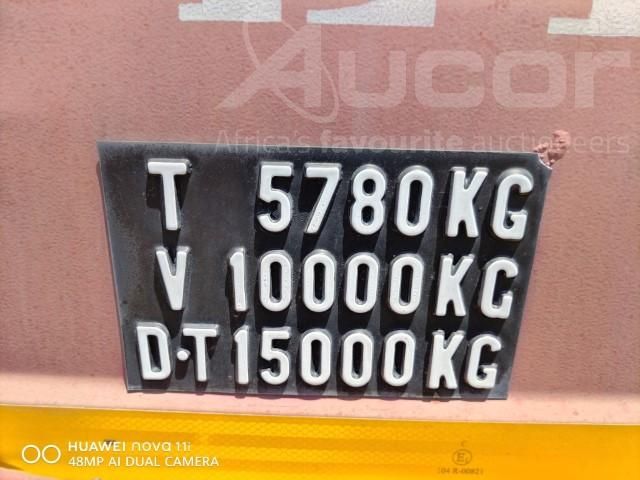 Aucor
Africa's favourite auctioneers
T 5780KG
V 10000KG
D·T 15000KG
HUAWEI nova 11i
48MP AI DUAL CAMERA